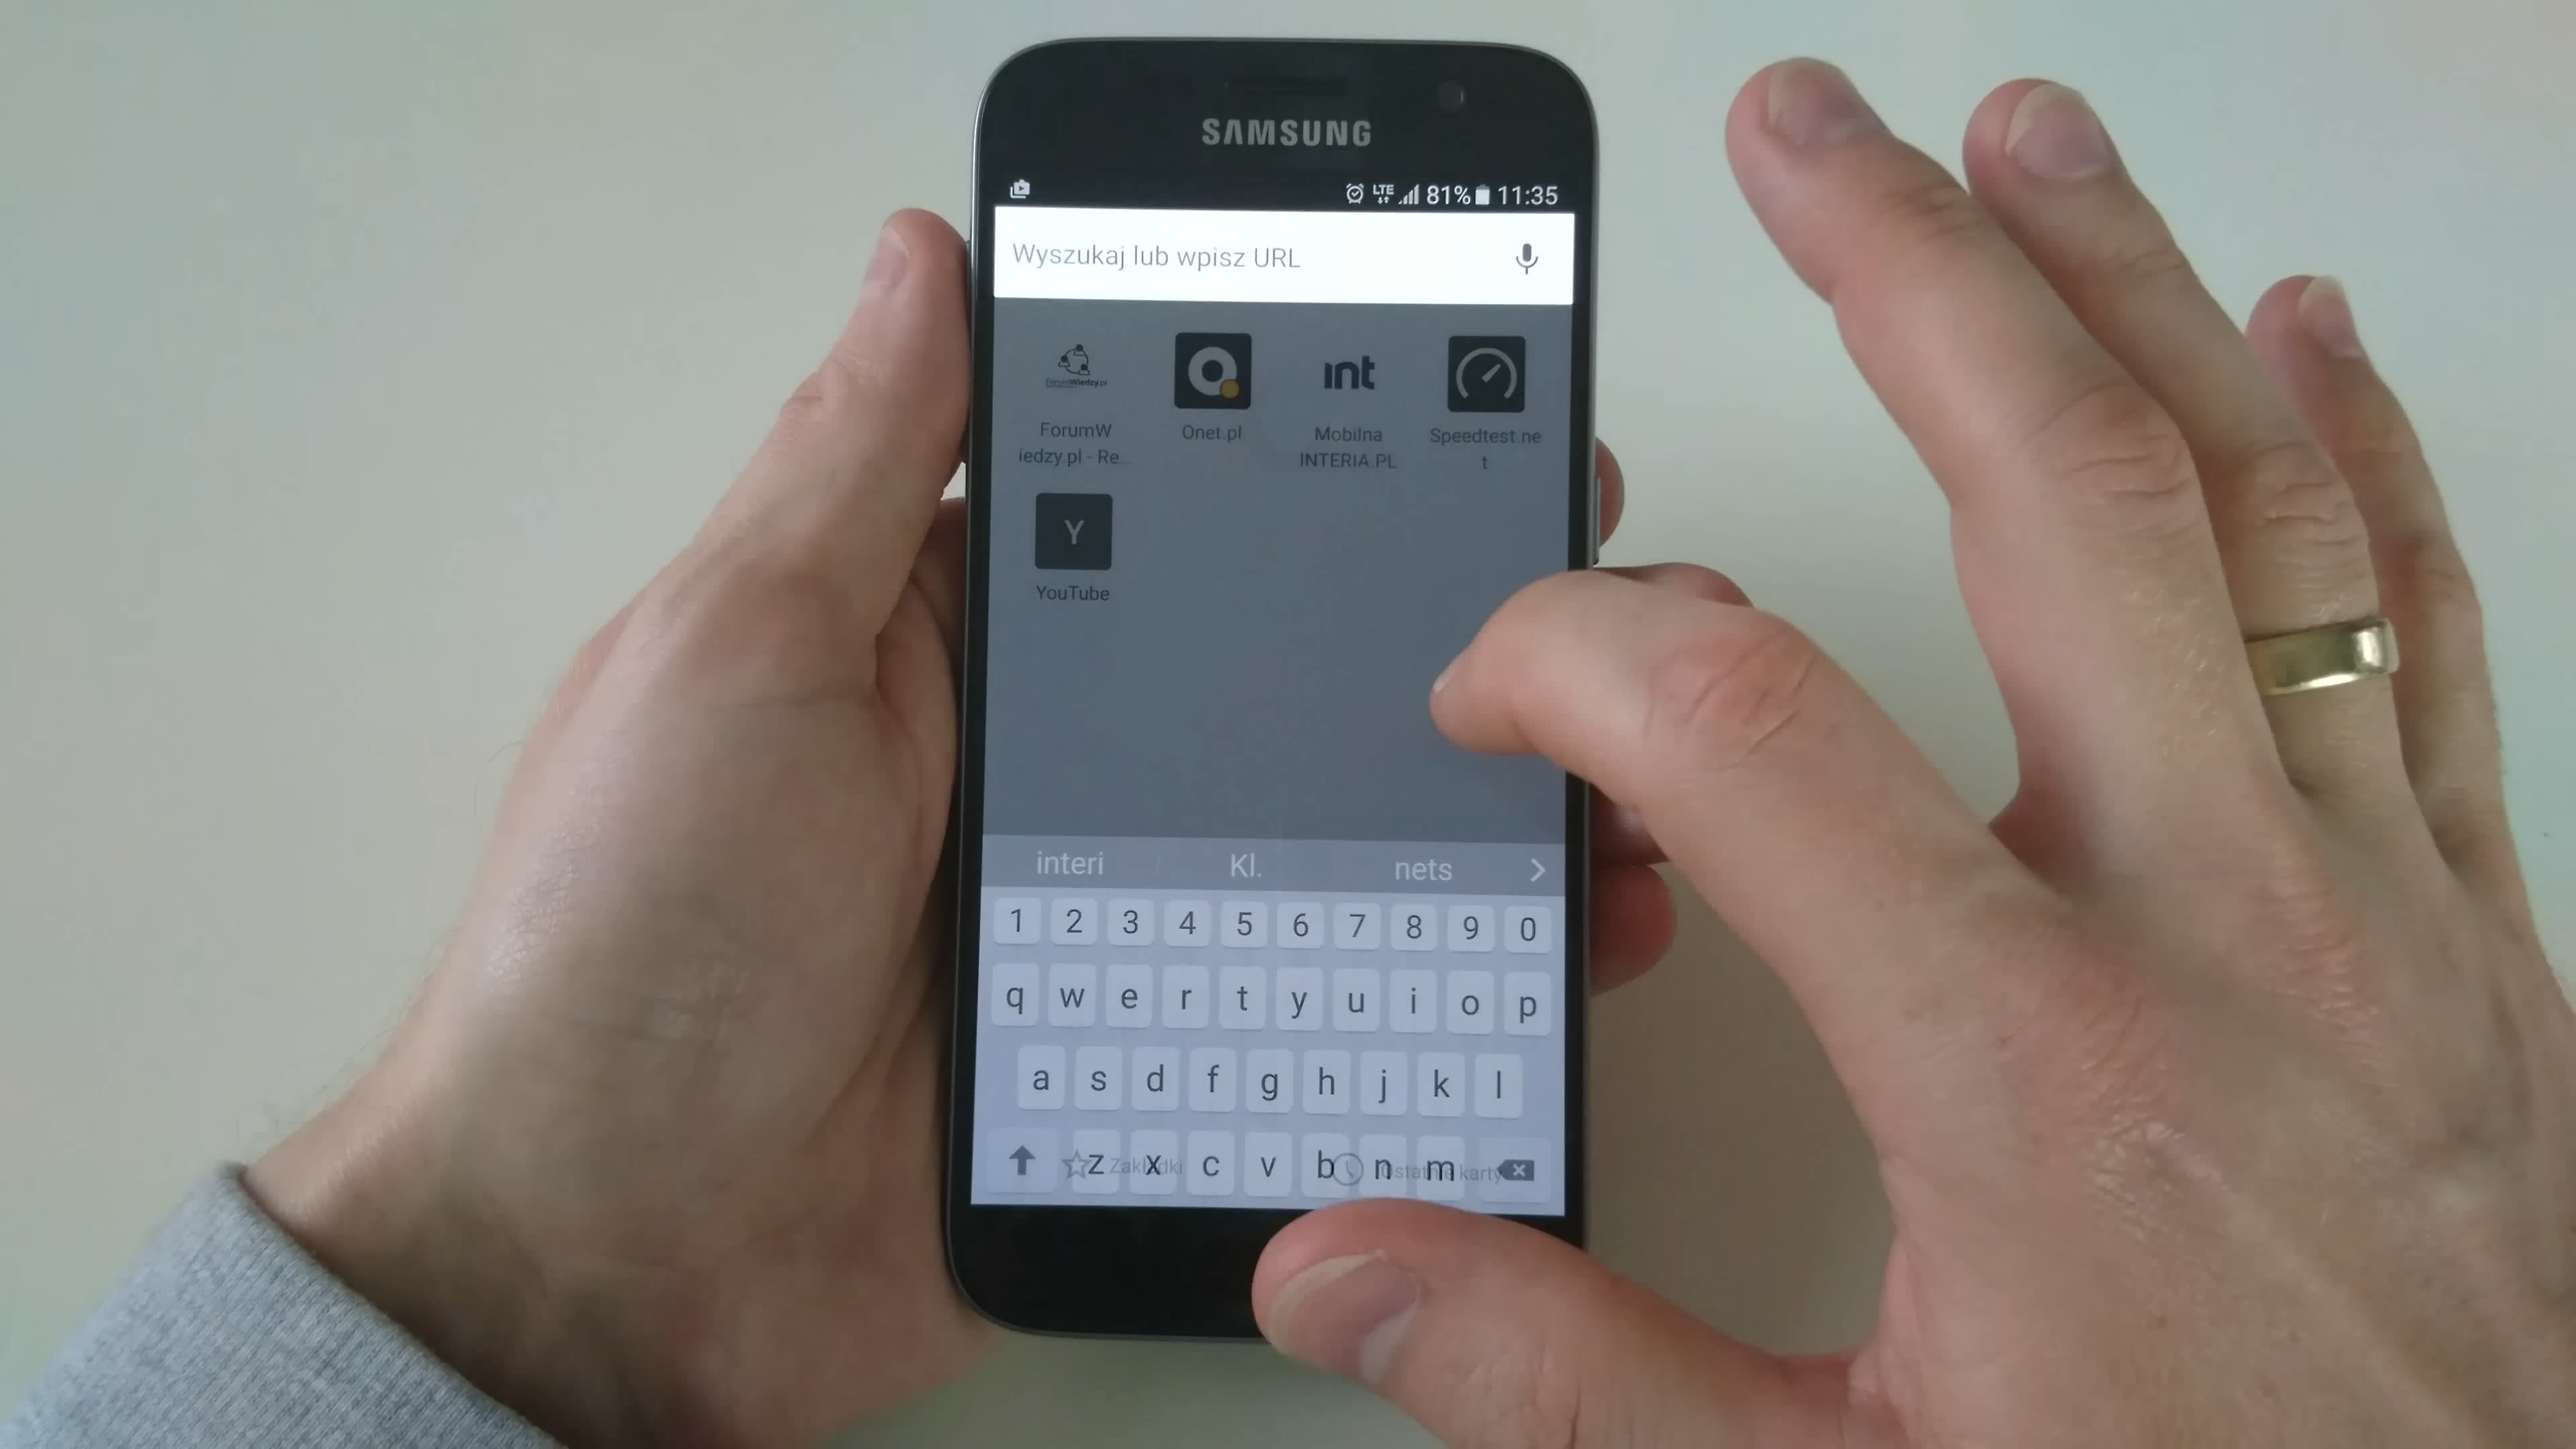 SAMSUNG
LTE 81% 11:35
Wyszukaj lub wpisz URL
ForumWiedzy.pl
int
ForumW
iedzy.pl - Re...
Onet.pl
Mobilna
INTERIA.PL
Speedtest.ne
t
Y
YouTube
interi Kl. nets
1 2 3 4 5 6 7 8 9 0
q w e r t y u i o p
a s d f g h j k l
z x c v b n m
Zakładki Ostatnie karty